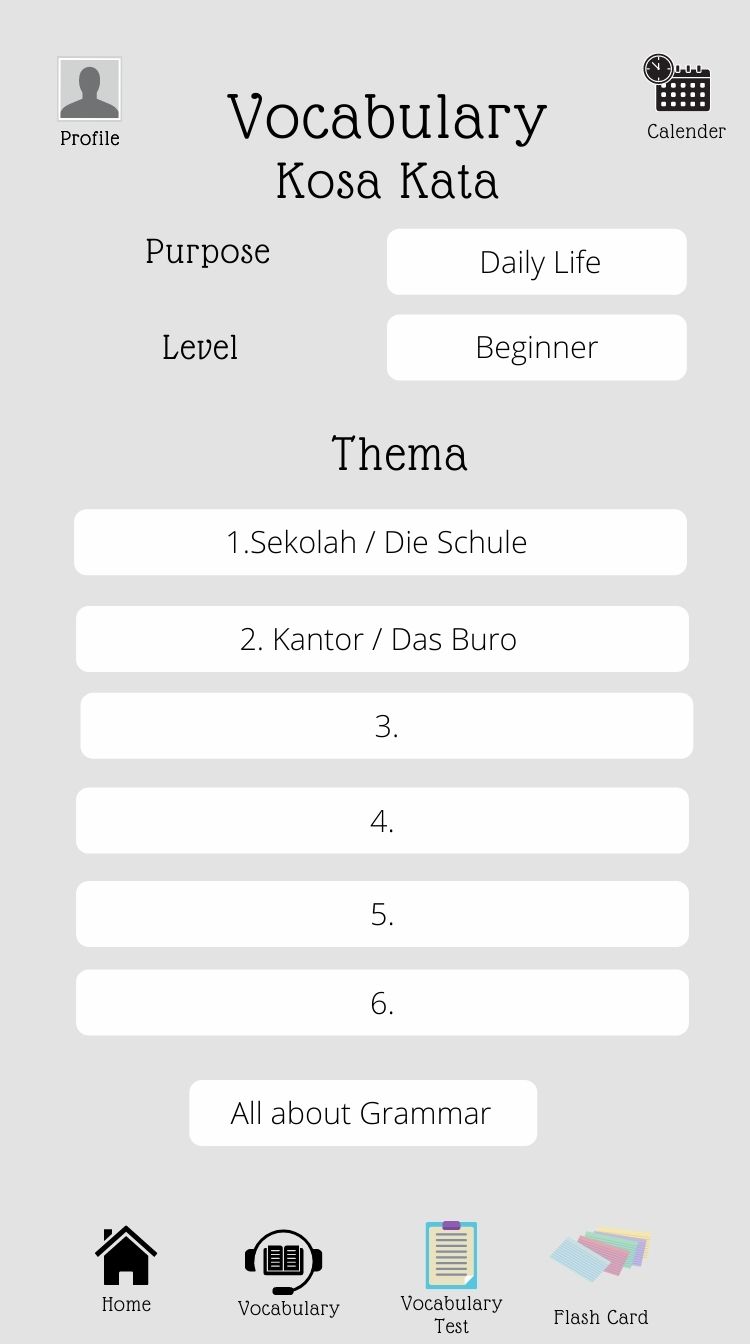 Profile
Calender
Vocabulary
Kosa Kata
Purpose
Daily Life
Level
Beginner
Thema
1.Sekolah / Die Schule
2. Kantor / Das Buro
3.
4.
5.
6.
All about Grammar
Home
Vocabulary
Vocabulary
Test
Flash Card